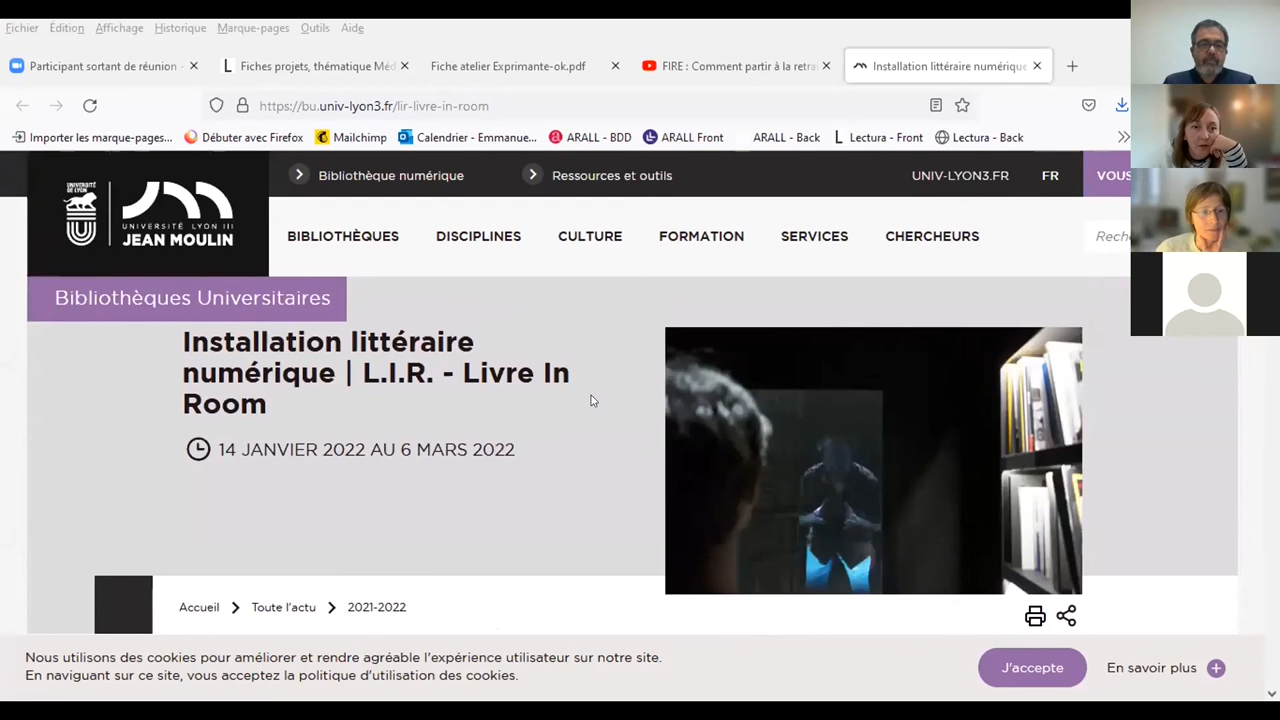 Fichier Édition Affichage Historique Marque-pages Outils Aide
Participant sortant de réunion - Fiches projets, thématique Méd Fiche atelier Exprimante-ok.pdf FIRE : Comment partir à la retra Installation littéraire numérique
https://bu.univ-lyon3.fr/lir-livre-in-room
Importer les marque-pages... Débuter avec Firefox Mailchimp Calendrier - Emmanue... ARALL - BDD ARALL Front ARALL - Back Lectura - Front Lectura - Back
Bibliothèque numérique Ressources et outils UNIV-LYON3.FR FR VOUS
UNIVERSITÉ
DE LYON
UNIVERSITÉ LYON III
JEAN MOULIN
BIBLIOTHÈQUES DISCIPLINES CULTURE FORMATION SERVICES CHERCHEURS Reche
Bibliothèques Universitaires
Installation littéraire
numérique | L.I.R. - Livre In
Room
14 JANVIER 2022 AU 6 MARS 2022
Accueil Toute l'actu 2021-2022
Nous utilisons des cookies pour améliorer et rendre agréable l'expérience utilisateur sur notre site.
En naviguant sur ce site, vous acceptez la politique d'utilisation des cookies.
J'accepte En savoir plus